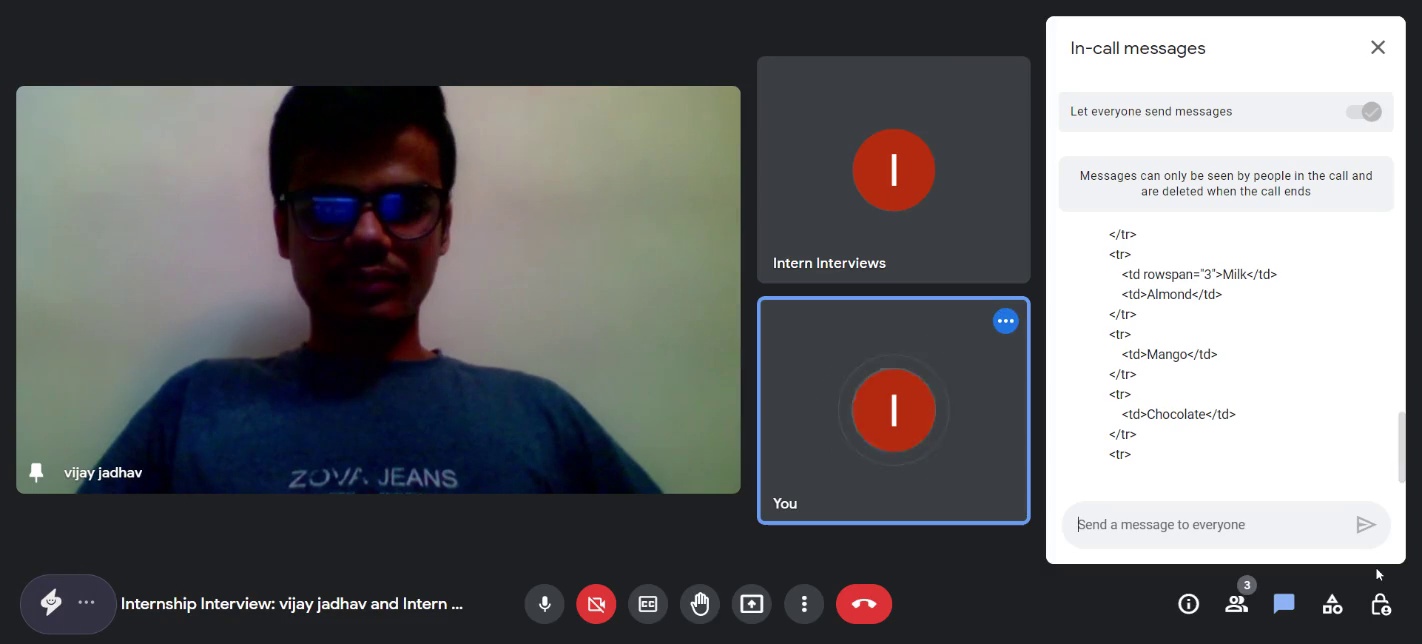 In-call messages
Let everyone send messages
Messages can only be seen by people in the call and
are deleted when the call ends
</tr>
<tr>
<td rowspan="3">Milk</td>
<td>Almond</td>
</tr>
<tr>
<td>Mango</td>
</tr>
<tr>
<td>Chocolate</td>
</tr>
<tr>
Send a message to everyone
I
Intern Interviews
I
You
ZOVA JEANS
vijay jadhav
Internship Interview: vijay jadhav and Intern ...
CC
3